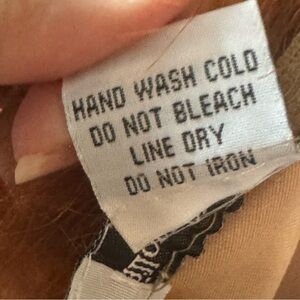 HAND WASH COLD
DO NOT BLEACH
LINE DRY
DO NOT IRON